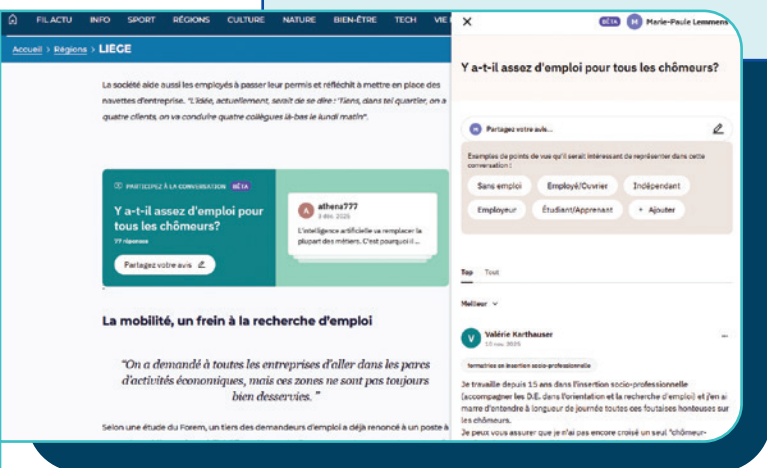 FIL ACTU INFO SPORT RÉGIONS CULTURE NATURE BIEN-ÊTRE TECH VIE
Accueil > Régions > LIÈGE
La société aide aussi les employés à passer leur permis et réfléchit à mettre en place des
navettes d'entreprise. "L'idée, actuellement, serait de se dire : 'Tiens, dans tel quartier, on a
quatre clients, on va conduire quatre collègues là-bas le lundi matin".
PARTICIPEZ À LA CONVERSATION BÊTA
Y a-t-il assez d'emploi pour
tous les chômeurs?
77 réponses
Partagez votre avis
A
athena777
3 déc. 2025
L'intelligence artificielle va remplacer la
plupart des métiers. C'est pourquoi il ...
La mobilité, un frein à la recherche d'emploi
"On a demandé à toutes les entreprises d'aller dans les parcs
d'activités économiques, mais ces zones ne sont pas toujours
bien desservies. "
Selon une étude du Forem, un tiers des demandeurs d'emploi a déjà renoncé à un poste à
BÊTA M Marie-Paule Lemmens
Y a-t-il assez d'emploi pour tous les chômeurs?
M Partagez votre avis...
Exemples de points de vue qu'il serait intéressant de représenter dans cette
conversation :
Sans emploi Employé/Ouvrier Indépendant
Employeur Étudiant/Apprenant + Ajouter
Top Tout
Meilleur
V Valérie Karthauser ...
10 nov. 2025
formatrice en insertion socio-professionnelle
Je travaille depuis 15 ans dans l'insertion socio-professionnelle
(accompagner les D.E. dans l'orientation et la recherche d'emploi) et j'en ai
marre d'entendre à longueur de journée toutes ces foutaises honteuses sur
les chômeurs.
Je peux vous assurer que je n'ai pas encore croisé un seul "chômeur-